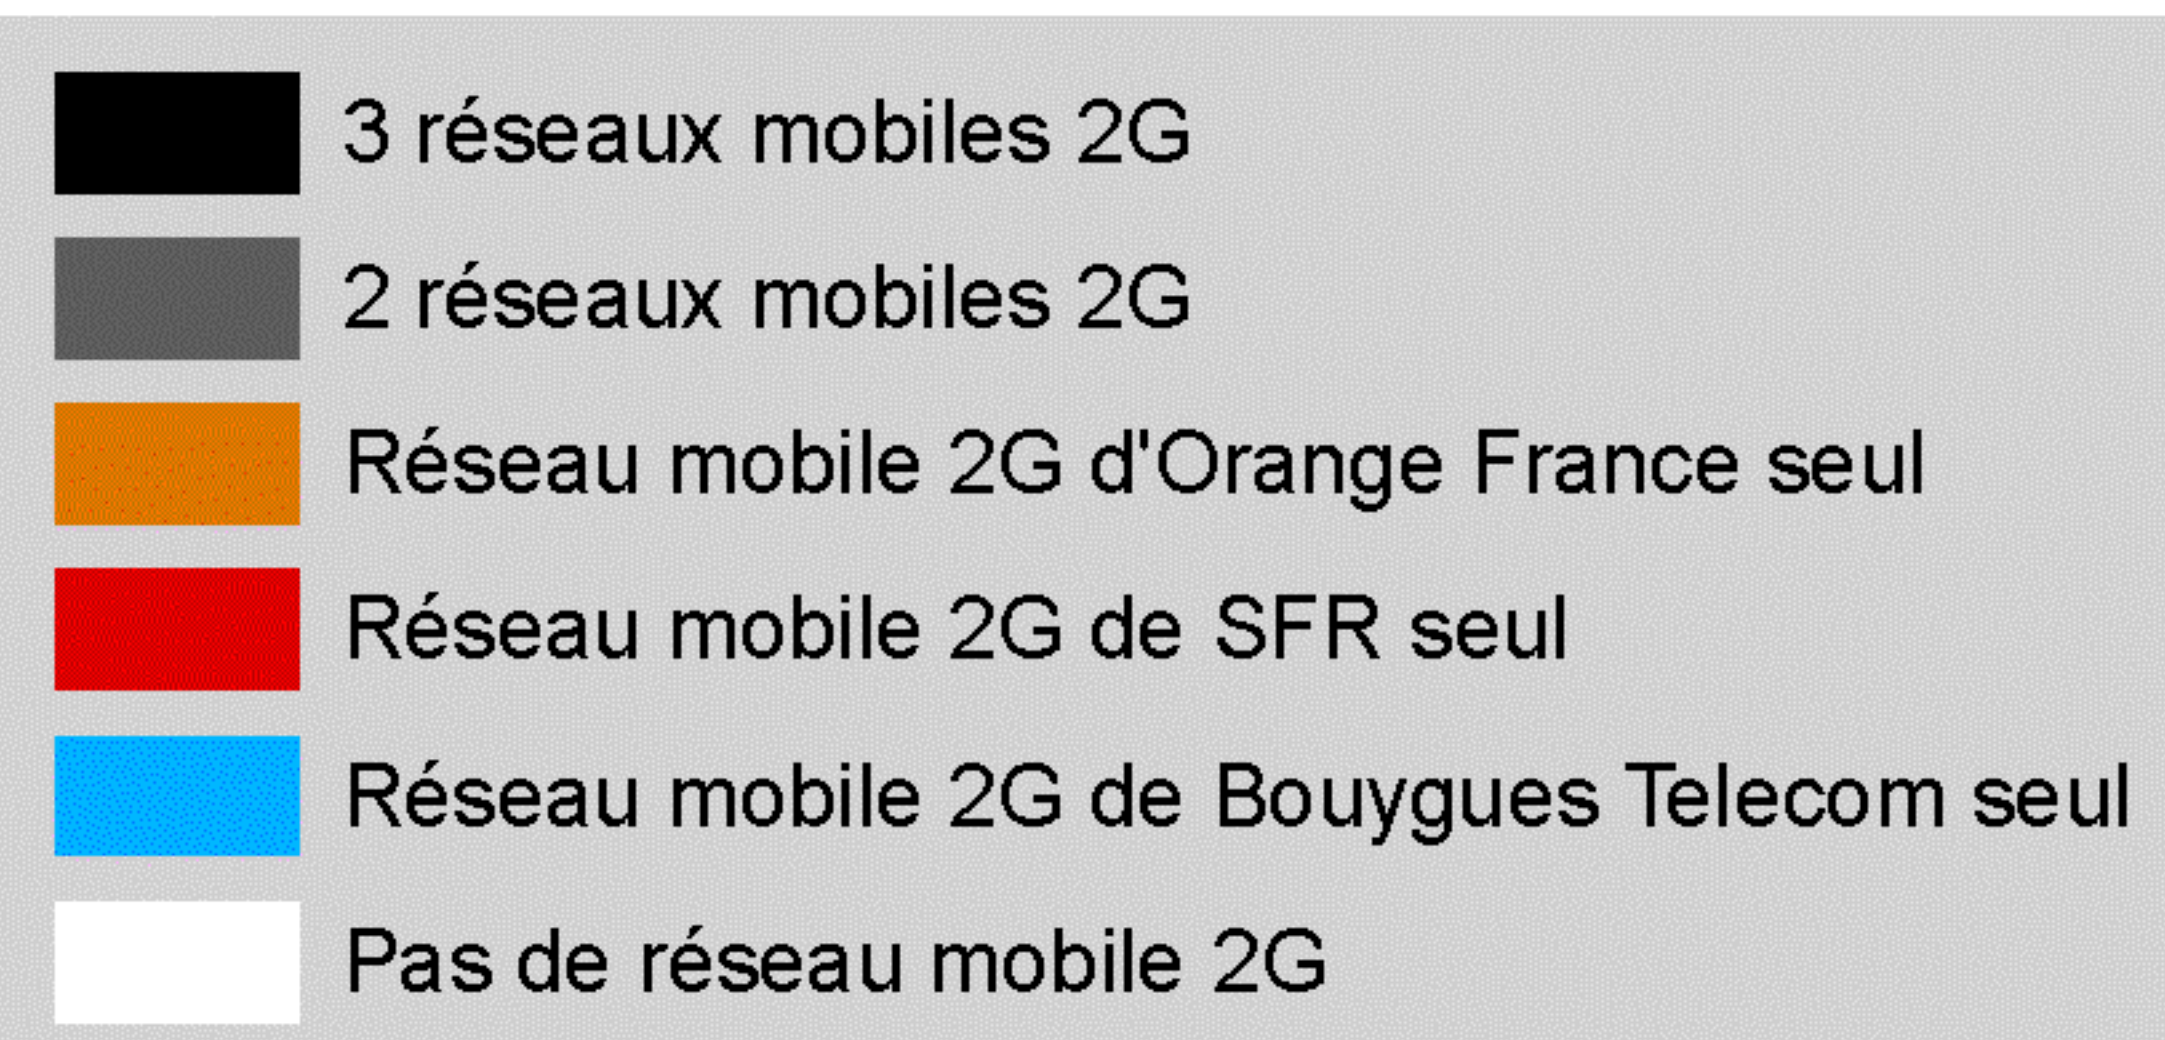 3 réseaux mobiles 2G
2 réseaux mobiles 2G
Réseau mobile 2G d'Orange France seul
Réseau mobile 2G de SFR seul
Réseau mobile 2G de Bouygues Telecom seul
Pas de réseau mobile 2G